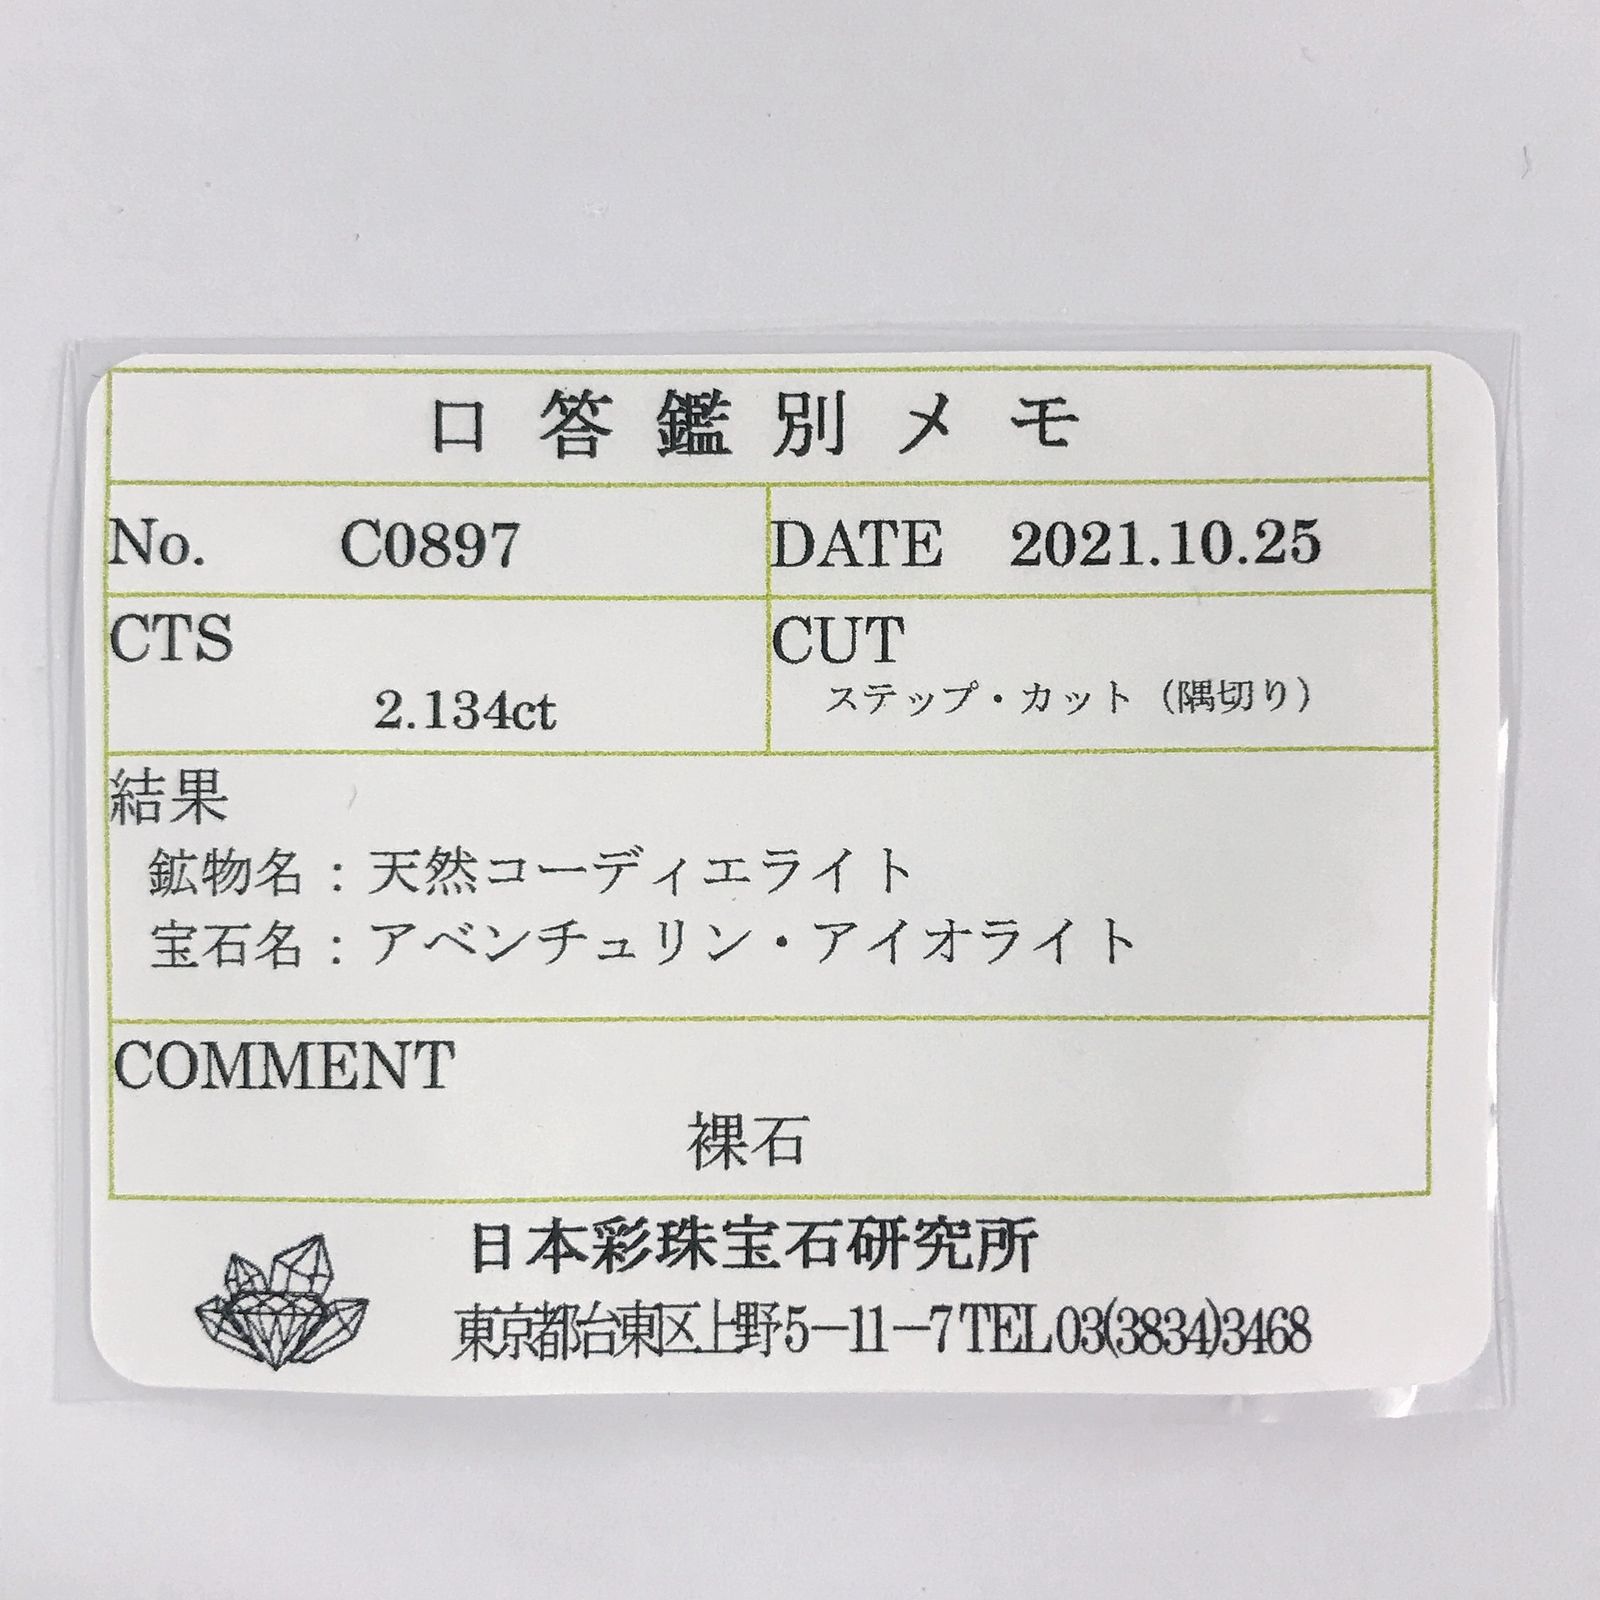 口答鑑別メモ
No. C0897 DATE 2021.10.25
CTS CUT
2.134ct ステップ・カット（隅切り）
結果
鉱物名：天然コーディエライト
宝石名：アベンチュリン・アイオライト
COMMENT
裸石
日本彩珠宝石研究所
東京都台東区上野5－11－7 TEL 03(3834)3468